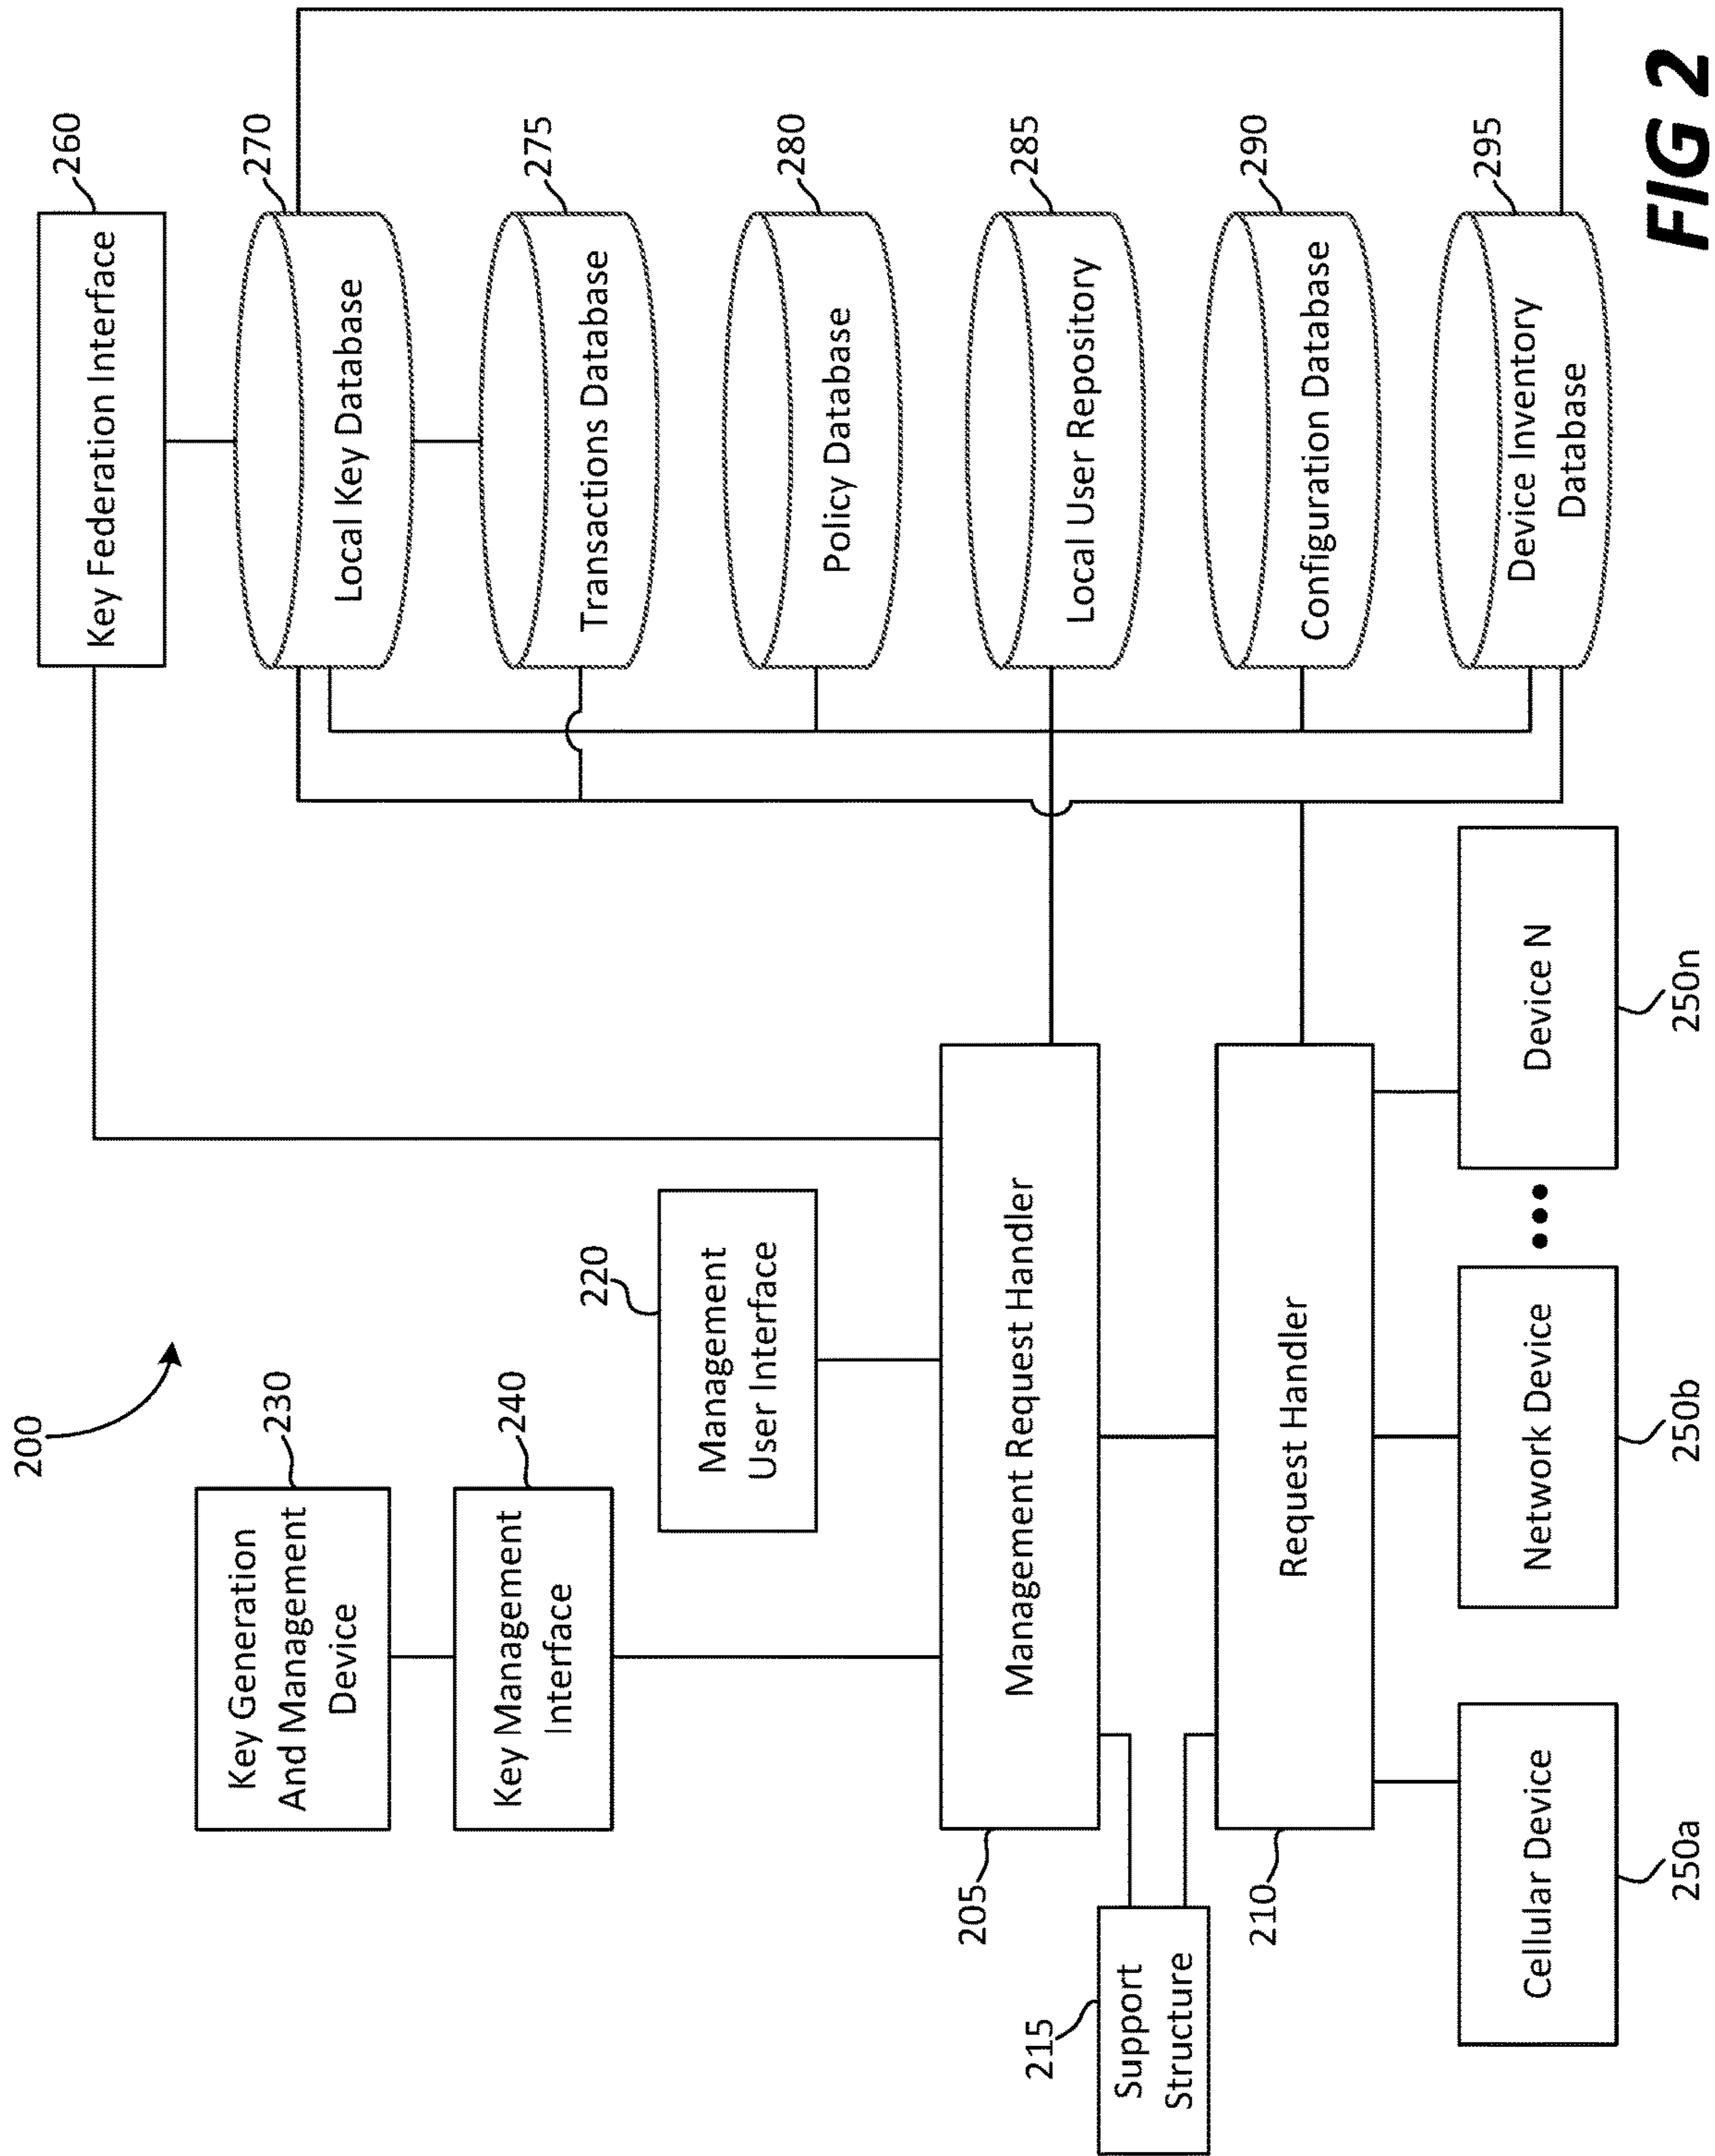 200
230
Key Generation
And Management
Device
240
Key Management
Interface
220
Management
User Interface
260
Key Federation Interface
270
Local Key Database
275
Transactions Database
280
Policy Database
285
Local User Repository
290
Configuration Database
295
Device Inventory
Database
205
Management Request Handler
215
Support
Structure
210
Request Handler
Cellular Device
250a
Network Device
250b
Device N
250n
FIG 2